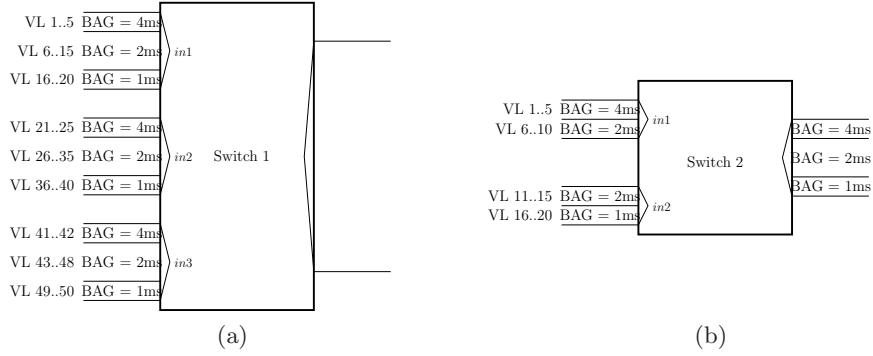 VL 1..5 BAG = 4ms
VL 6..15 BAG = 2ms in1
VL 16..20 BAG = 1ms
VL 21..25 BAG = 4ms
VL 26..35 BAG = 2ms in2
VL 36..40 BAG = 1ms
VL 41..42 BAG = 4ms
VL 43..48 BAG = 2ms in3
VL 49..50 BAG = 1ms
Switch 1
(a)
VL 1..5 BAG = 4ms
in1
VL 6..10 BAG = 2ms
VL 11..15 BAG = 2ms
in2
VL 16..20 BAG = 1ms
Switch 2
BAG = 4ms
BAG = 2ms
BAG = 1ms
(b)